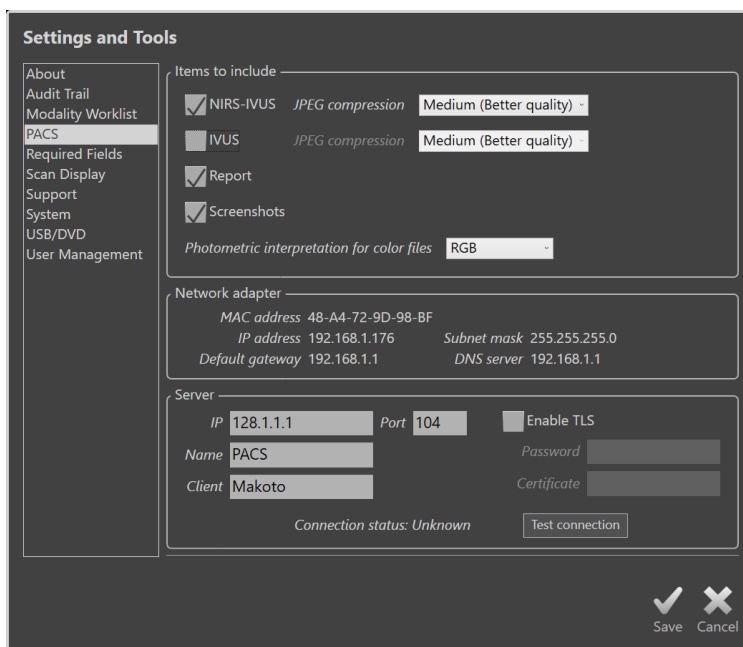 Settings and Tools
About
Audit Trail
Modality Worklist
PACS
Required Fields
Scan Display
Support
System
USB/DVD
User Management
Items to include
NIRS-IVUS JPEG compression Medium (Better quality)
IVUS JPEG compression Medium (Better quality)
Report
Screenshots
Photometric interpretation for color files RGB
Network adapter
MAC address 48-A4-72-9D-98-BF
IP address 192.168.1.176 Subnet mask 255.255.255.0
Default gateway 192.168.1.1 DNS server 192.168.1.1
Server
IP 128.1.1.1 Port 104 Enable TLS
Name PACS Password
Client Makoto Certificate
Connection status: Unknown Test connection
Save Cancel